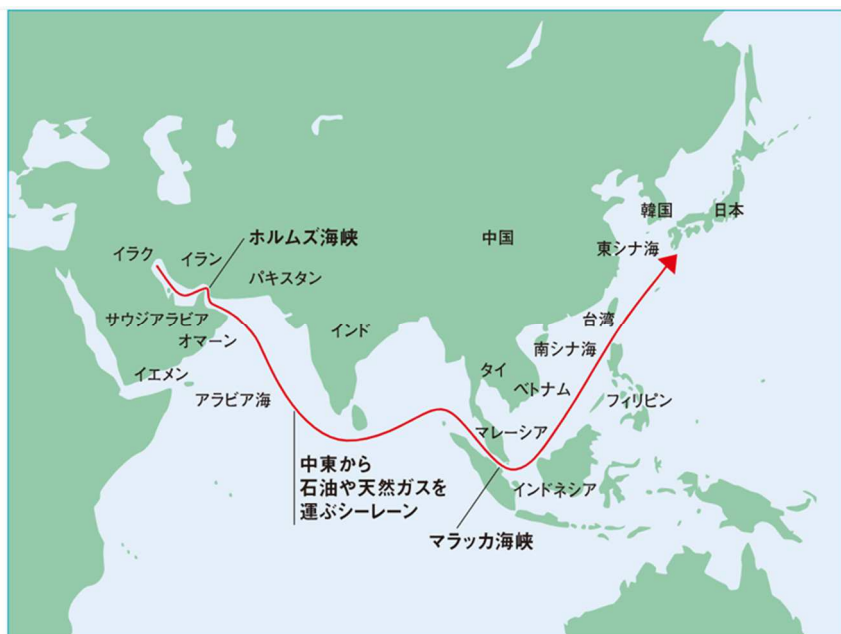 韓国
日本
中国
東シナ海
ホルムズ海峡
イラク
イラン
パキスタン
サウジアラビア
オマーン
インド
台湾
南シナ海
タイ
ベトナム
イエメン
アラビア海
フィリピン
マレーシア
中東から
石油や天然ガスを
運ぶシーレーン
インドネシア
マラッカ海峡